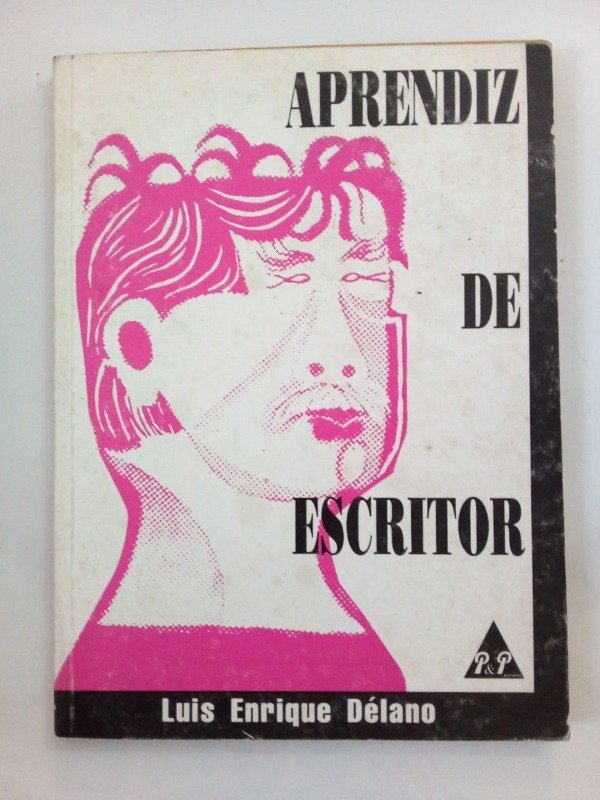 APRENDIZ
DE
ESCRITOR
P&P
Luis Enrique Délano